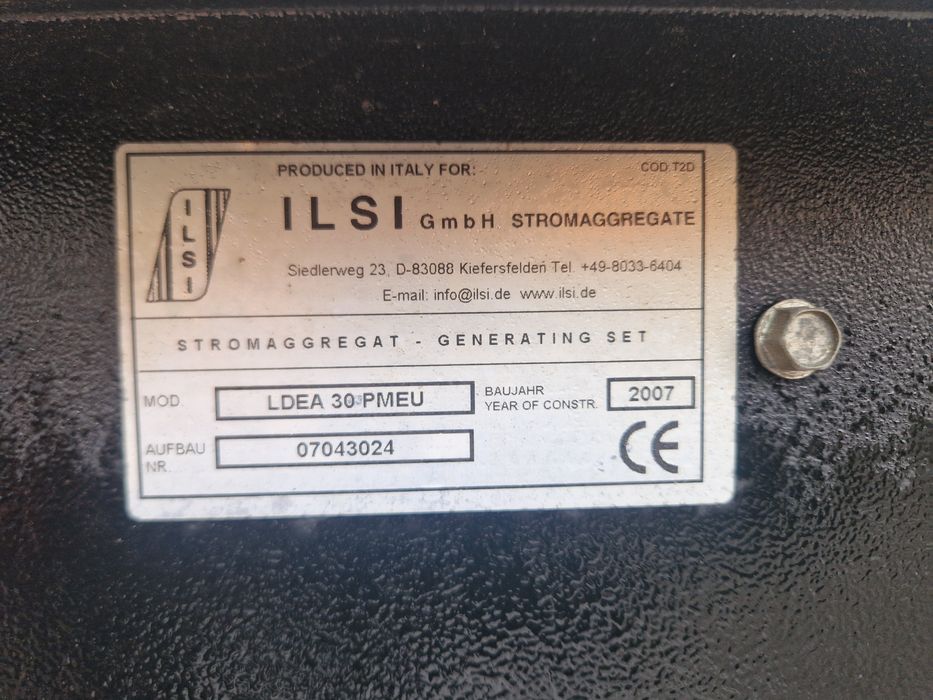 PRODUCED IN ITALY FOR:
COD.T2D
ILSI
ILSI GmbH STROMAGGREGATE
Siedlerweg 23, D-83088 Kiefersfelden Tel. +49-8033-6404
E-mail: info@ilsi.de www.ilsi.de
STROMAGGREGAT - GENERATING SET
MOD. LDEA 30 PMEU
BAUJAHR
YEAR OF CONSTR. 2007
AUFBAU
NR. 07043024
CE